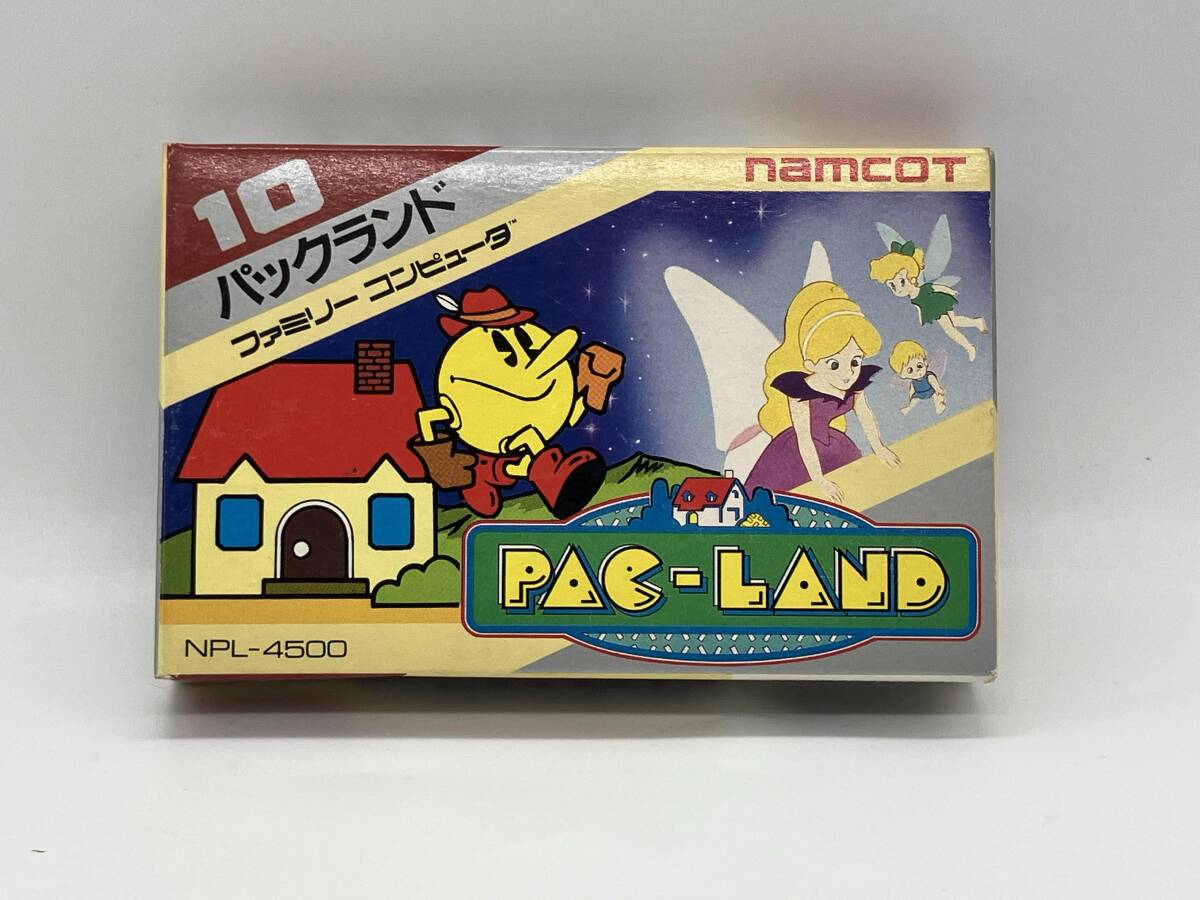 10
namcot
パックランド
ファミリー コンピュータ™
PAC-LAND
NPL-4500